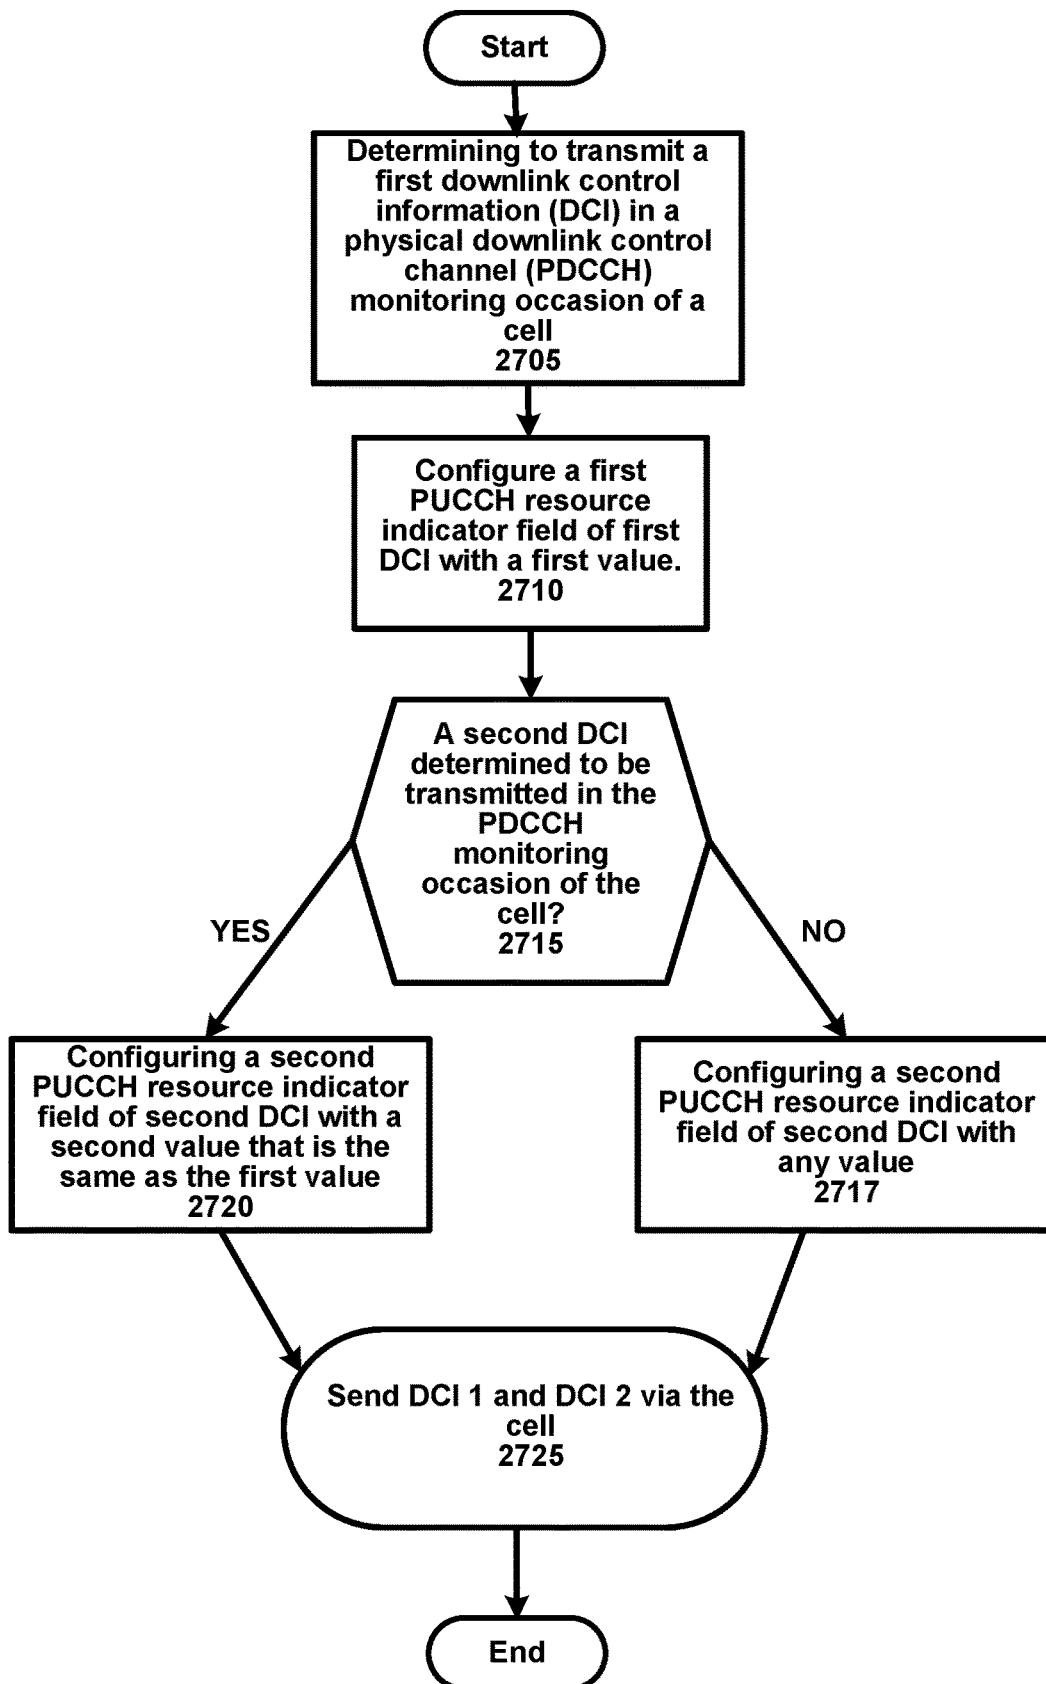 Start
Determining to transmit a
first downlink control
information (DCI) in a
physical downlink control
channel (PDCCH)
monitoring occasion of a
cell
2705
Configure a first
PUCCH resource
indicator field of first
DCI with a first value.
2710
A second DCI
determined to be
transmitted in the
PDCCH
monitoring
occasion of the
cell?
2715
YES
NO
Configuring a second
PUCCH resource indicator
field of second DCI with a
second value that is the
same as the first value
2720
Configuring a second
PUCCH resource indicator
field of second DCI with
any value
2717
Send DCI 1 and DCI 2 via the
cell
2725
End